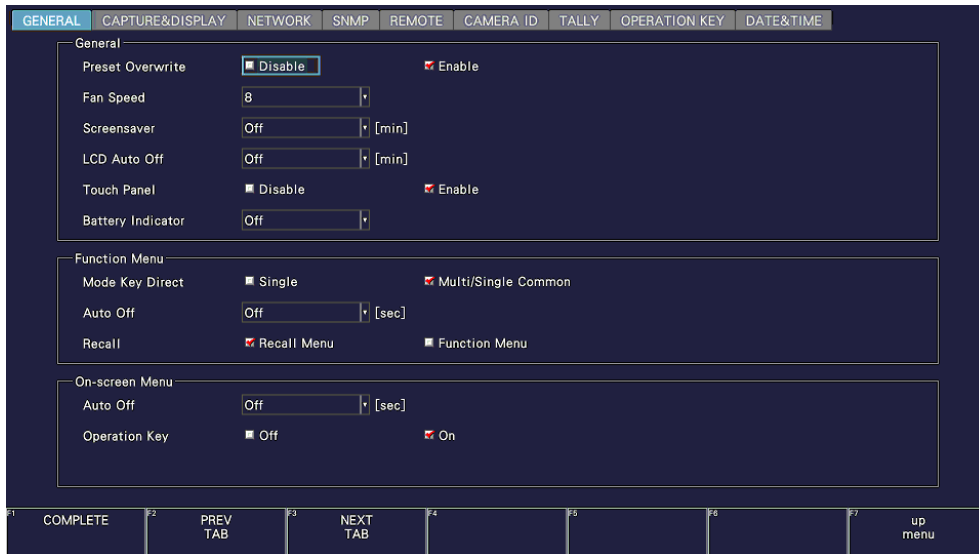 GENERAL CAPTURE&DISPLAY NETWORK SNMP REMOTE CAMERA ID TALLY OPERATION KEY DATE&TIME
General
Preset Overwrite Disable Enable
Fan Speed 8
Screensaver Off [min]
LCD Auto Off Off [min]
Touch Panel Disable Enable
Battery Indicator Off
Function Menu
Mode Key Direct Single Multi/Single Common
Auto Off Off [sec]
Recall Recall Menu Function Menu
On-screen Menu
Auto Off Off [sec]
Operation Key Off On
F1 COMPLETE F2 PREV TAB F3 NEXT TAB F4 F5 F6 F7 up menu